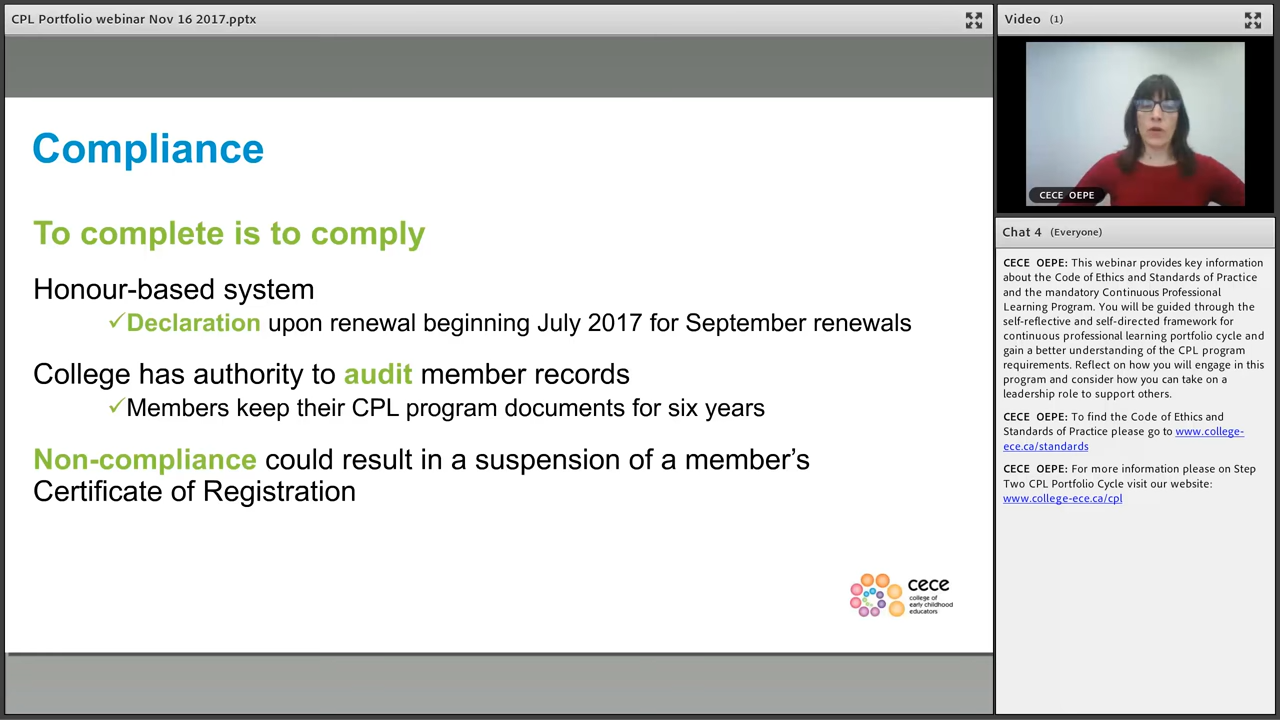 CPL Portfolio webinar Nov 16 2017.pptx
Compliance
To complete is to comply
Honour-based system
✓Declaration upon renewal beginning July 2017 for September renewals
College has authority to audit member records
✓Members keep their CPL program documents for six years
Non-compliance could result in a suspension of a member’s
Certificate of Registration
cece
college of
early childhood
educators
Video (1)
CECE OEPE
Chat 4 (Everyone)
CECE OEPE: This webinar provides key information
about the Code of Ethics and Standards of Practice
and the mandatory Continuous Professional
Learning Program. You will be guided through the
self-reflective and self-directed framework for
continuous professional learning portfolio cycle and
gain a better understanding of the CPL program
requirements. Reflect on how you will engage in this
program and consider how you can take on a
leadership role to support others.
CECE OEPE: To find the Code of Ethics and
Standards of Practice please go to www.college-
ece.ca/standards
CECE OEPE: For more information please on Step
Two CPL Portfolio Cycle visit our website:
www.college-ece.ca/cpl